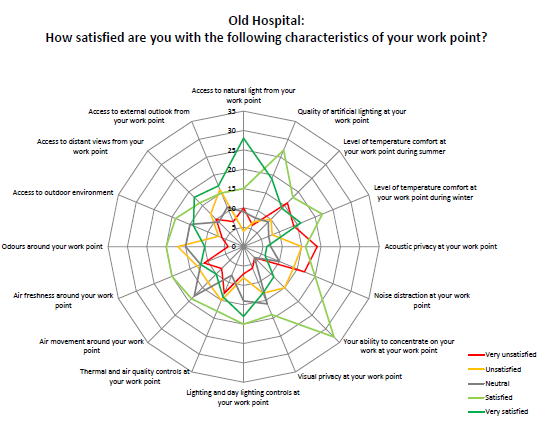 Old Hospital:
How satisfied are you with the following characteristics of your work point?
Access to natural light from your
work point
Quality of artificial lighting at your
work point
Level of temperature comfort at
your work point during summer
Level of temperature comfort at
your work point during winter
Acoustic privacy at your work point
Noise distraction at your work
point
Your ability to concentrate on your
work at your work point
Visual privacy at your work point
Lighting and day lighting controls at
your work point
Thermal and air quality controls at
your work point
Air movement around your work
point
Air freshness around your work
point
Odours around your work point
Access to outdoor environment
Access to distant views from your
work point
Access to external outlook from
your work point
35
30
25
20
15
10
5
0
Very unsatisfied
Unsatisfied
Neutral
Satisfied
Very satisfied